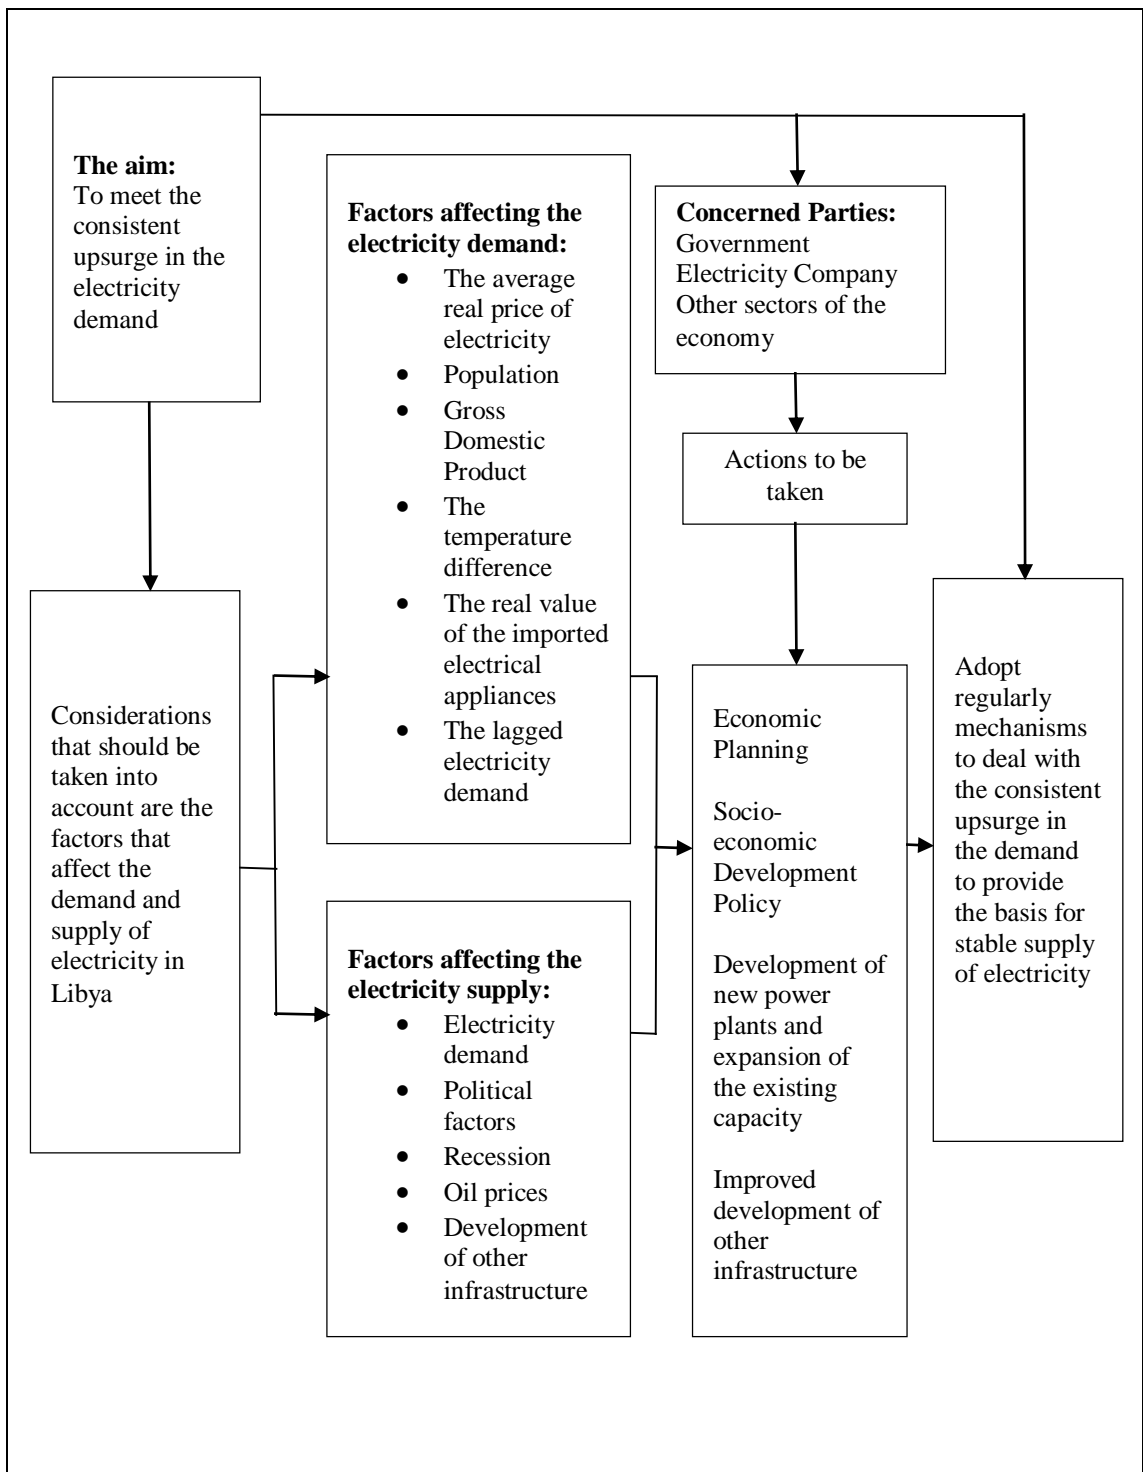 The aim:
To meet the
consistent
upsurge in the
electricity
demand
Considerations
that should be
taken into
account are the
factors that
affect the
demand and
supply of
electricity in
Libya
Factors affecting the
electricity demand:
• The average
real price of
electricity
• Population
• Gross
Domestic
Product
• The
temperature
difference
• The real value
of the imported
electrical
appliances
• The lagged
electricity
demand
Factors affecting the
electricity supply:
• Electricity
demand
• Political
factors
• Recession
• Oil prices
• Development
of other
infrastructure
Concerned Parties:
Government
Electricity Company
Other sectors of the
economy
Actions to be
taken
Economic
Planning
Socio-
economic
Development
Policy
Development of
new power
plants and
expansion of
the existing
capacity
Improved
development of
other
infrastructure
Adopt
regularly
mechanisms
to deal with
the consistent
upsurge in
the demand
to provide
the basis for
stable supply
of electricity